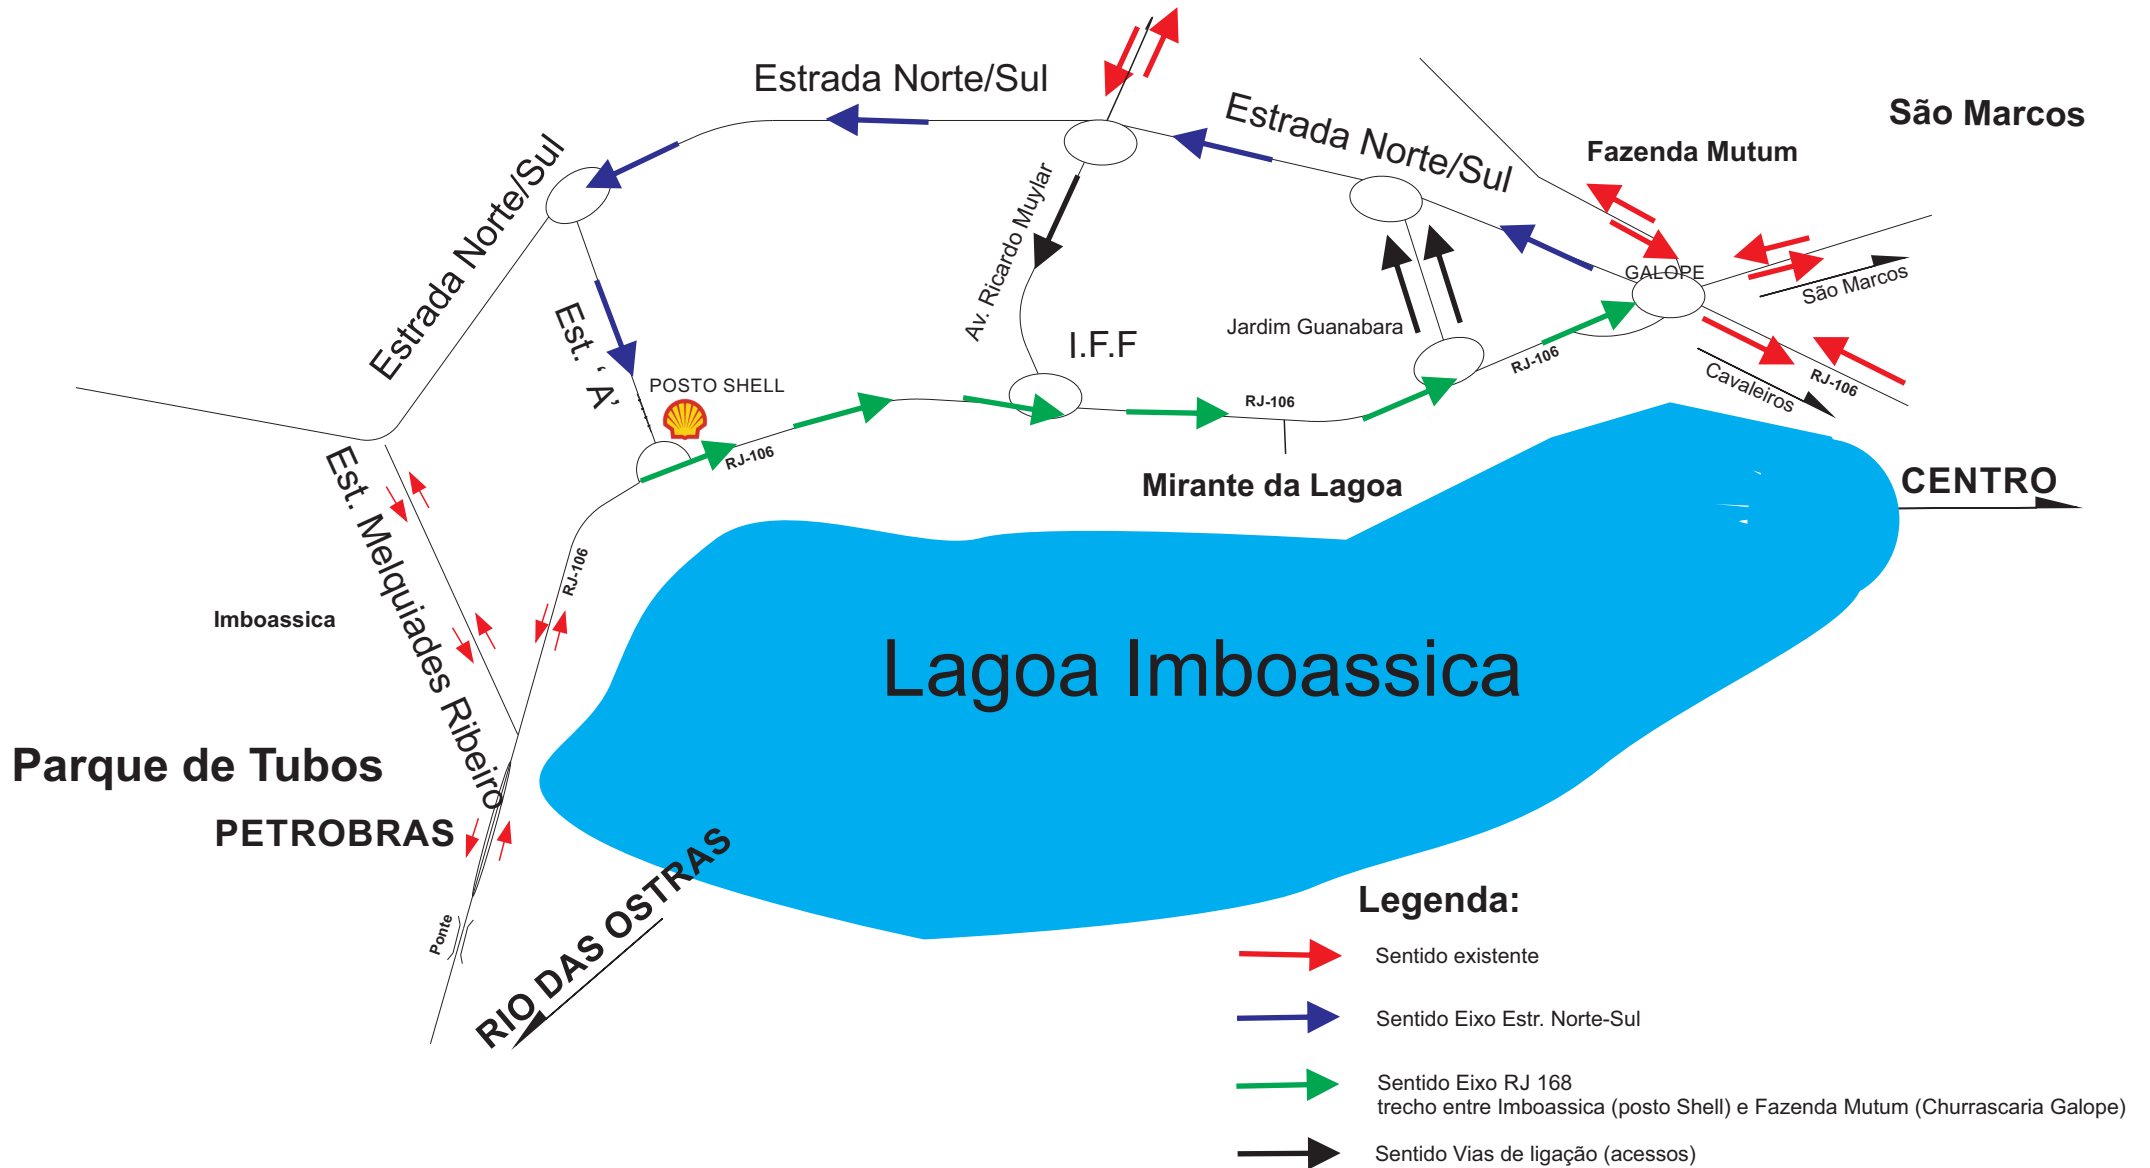 Estrada Norte/Sul
Estrada Norte/Sul
São Marcos
Fazenda Mutum
Estrada Norte/Sul
Av. Ricardo Muylar
GALOPE
São Marcos
Est. ‘ A’
I.F.F
Jardim Guanabara
RJ-106
Cavaleiros
RJ-106
POSTO SHELL
RJ-106
RJ-106
Mirante da Lagoa
CENTRO
Est. Melquiades Ribeiro
RJ-106
Imboassica
Lagoa Imboassica
Parque de Tubos
PETROBRAS
Ponte
RIO DAS OSTRAS
Legenda:
Sentido existente
Sentido Eixo Estr. Norte-Sul
Sentido Eixo RJ 168
trecho entre Imboassica (posto Shell) e Fazenda Mutum (Churrascaria Galope)
Sentido Vias de ligação (acessos)